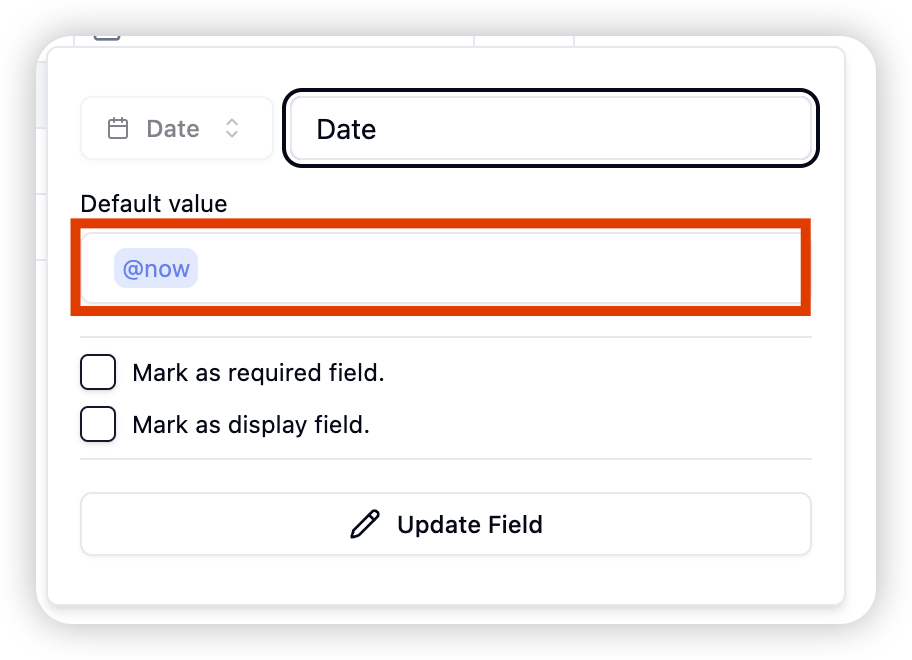 Date Date
Default value
@now
Mark as required field.
Mark as display field.
Update Field